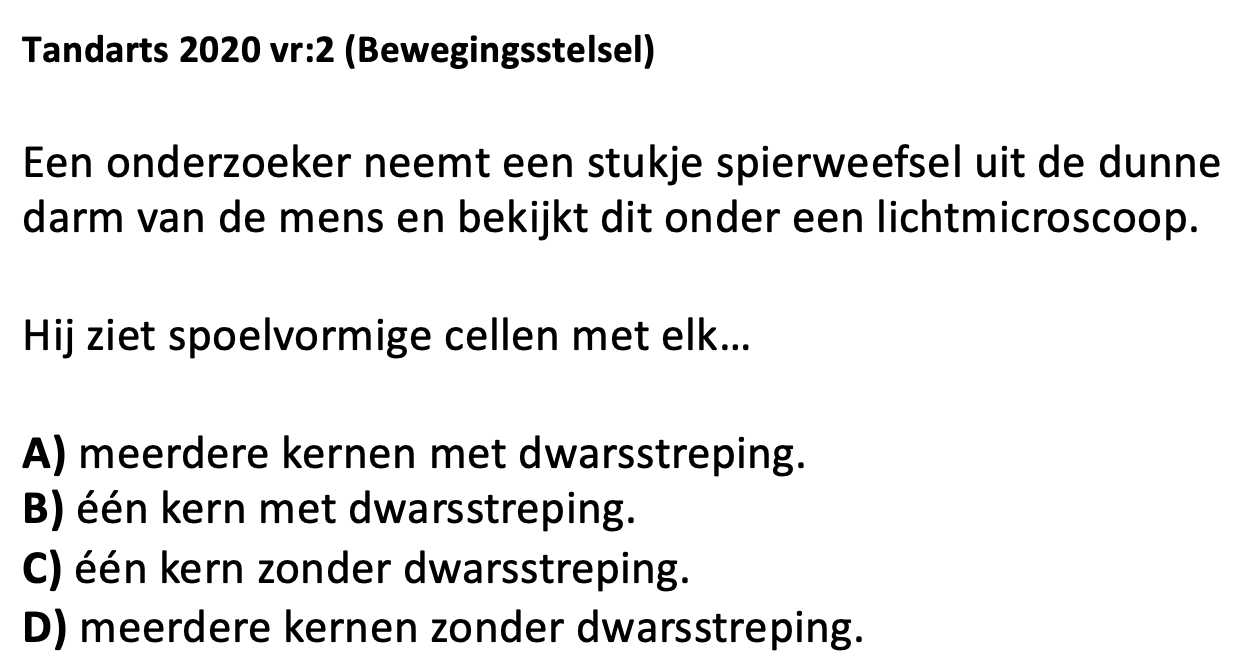 Tandarts 2020 vr:2 (Bewegingsstelsel)
Een onderzoeker neemt een stukje spierweefsel uit de dunne
darm van de mens en bekijkt dit onder een lichtmicroscoop.
Hij ziet spoelvormige cellen met elk...
A) meerdere kernen met dwarsstreping.
B) één kern met dwarsstreping.
C) één kern zonder dwarsstreping.
D) meerdere kernen zonder dwarsstreping.